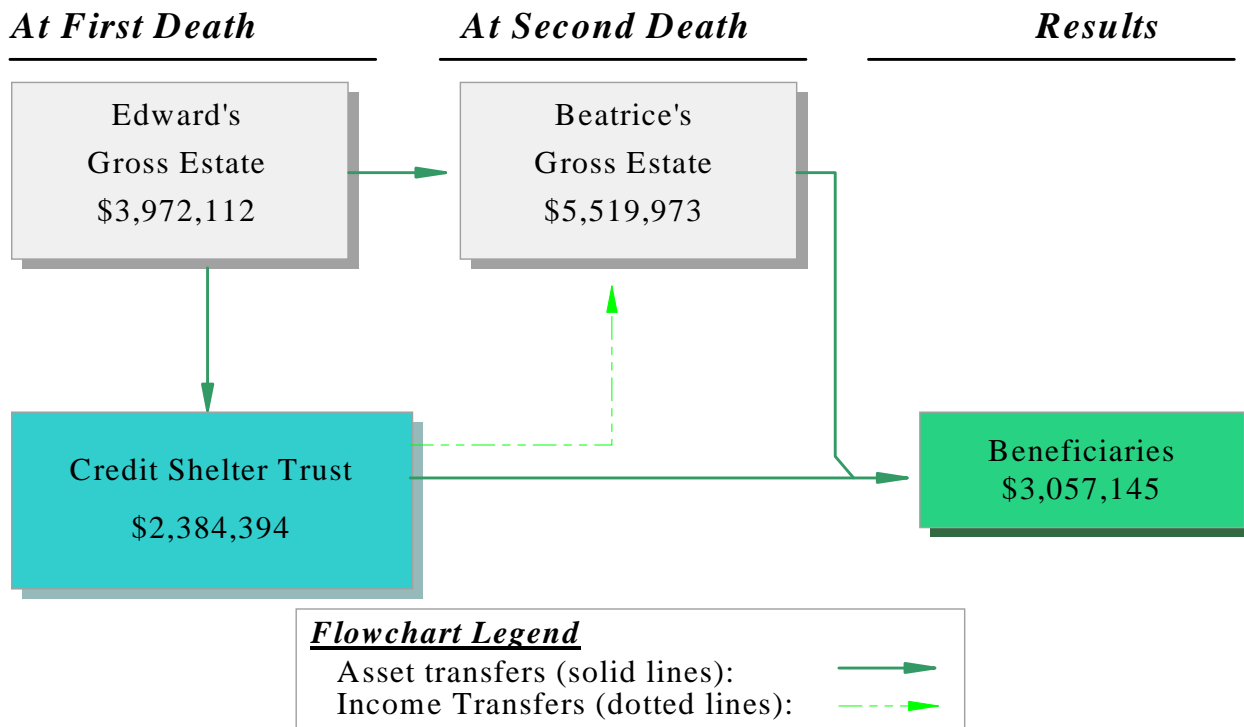 At First Death
At Second Death
Results
Edward's
Gross Estate
$3,972,112
Beatrice's
Gross Estate
$5,519,973
Credit Shelter Trust
$2,384,394
Beneficiaries
$3,057,145
Flowchart Legend
Asset transfers (solid lines):
Income Transfers (dotted lines):